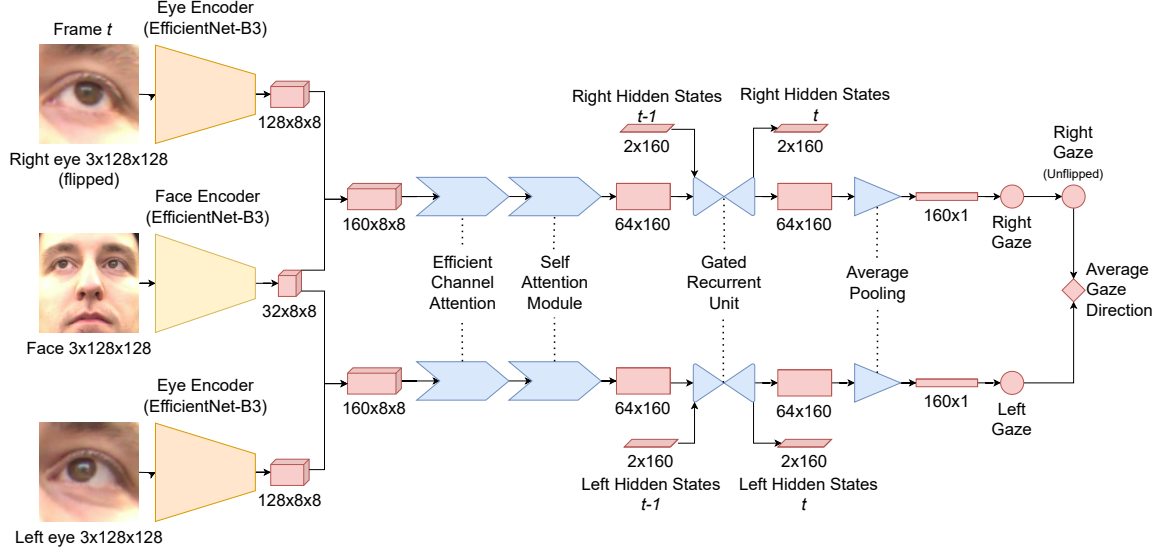 Eye Encoder
(EfficientNet-B3)
Frame t
128x8x8
Right eye 3x128x128
(flipped)
Face Encoder
(EfficientNet-B3)
32x8x8
Face 3x128x128
Eye Encoder
(EfficientNet-B3)
128x8x8
Left eye 3x128x128
160x8x8
160x8x8
Efficient
Channel
Attention
Self
Attention
Module
64x160
64x160
Right Hidden States
t-1
2x160
Right Hidden States
t
2x160
Gated
Recurrent
Unit
2x160
Left Hidden States
t-1
2x160
Left Hidden States
t
64x160
64x160
Average
Pooling
160x1
160x1
Right
Gaze
Right
Gaze
(Unflipped)
Average
Gaze
Direction
Left
Gaze